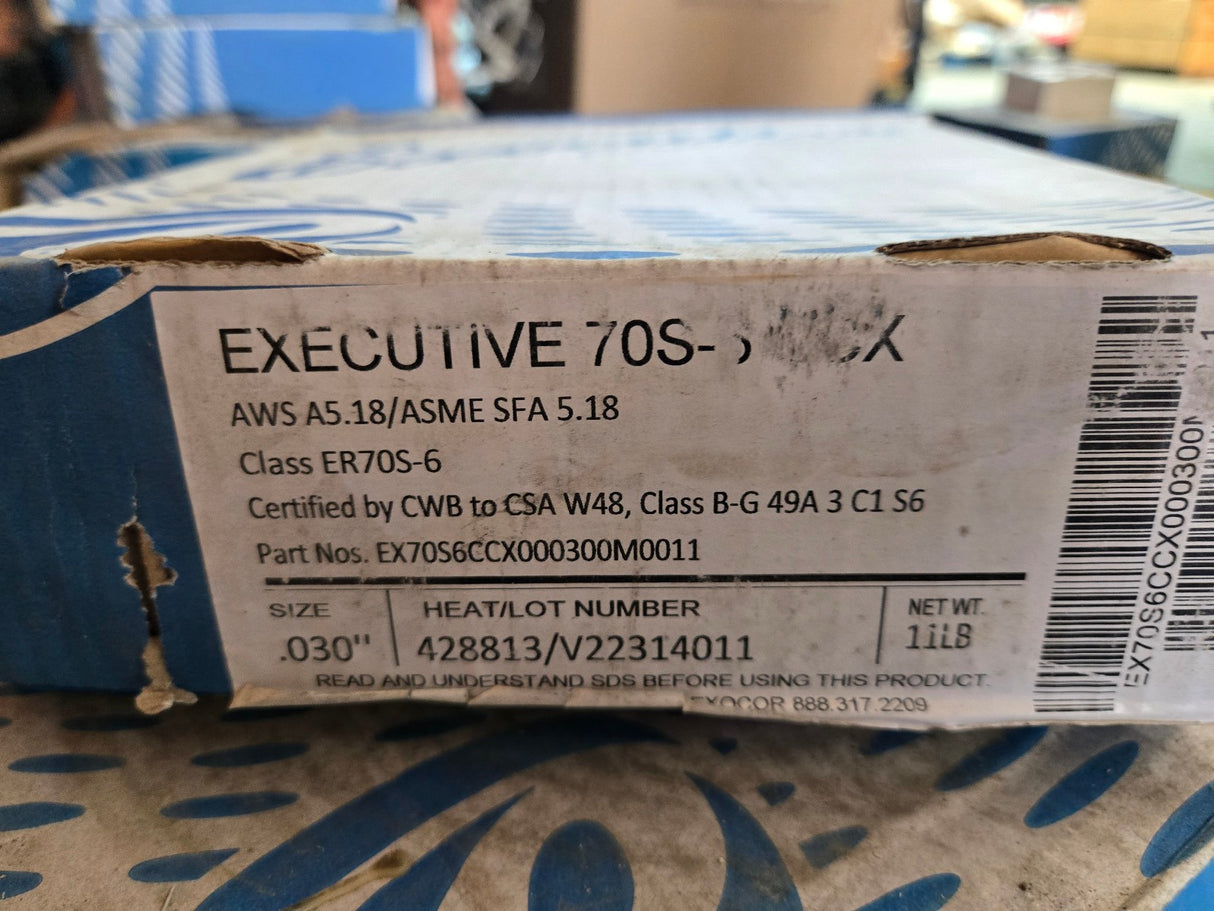 EXECUTIVE 70S-
AWS A5.18/ASME SFA 5.18
Class ER70S-6
Certified by CWB to CSA W48, Class B-G 49A 3 C1 S6
Part Nos. EX70S6CCX000300M0011
SIZE HEAT/LOT NUMBER NET WT.
.030" 428813/V22314011 11LB
READ AND UNDERSTAND SDS BEFORE USING THIS PRODUCT.
EXOCOR 888.317.2209
EX70S6CCX000300M